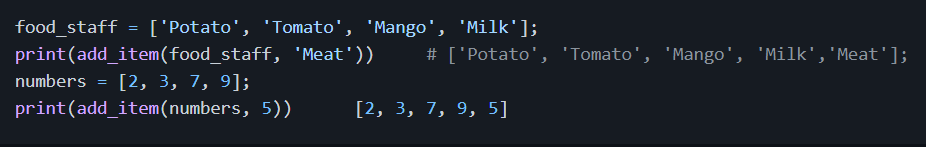 food_staff = ['Potato', 'Tomato', 'Mango', 'Milk'];
print(add_item(food_staff, 'Meat'))     # ['Potato', 'Tomato', 'Mango', 'Milk','Meat'];
numbers = [2, 3, 7, 9];
print(add_item(numbers, 5))      [2, 3, 7, 9, 5]